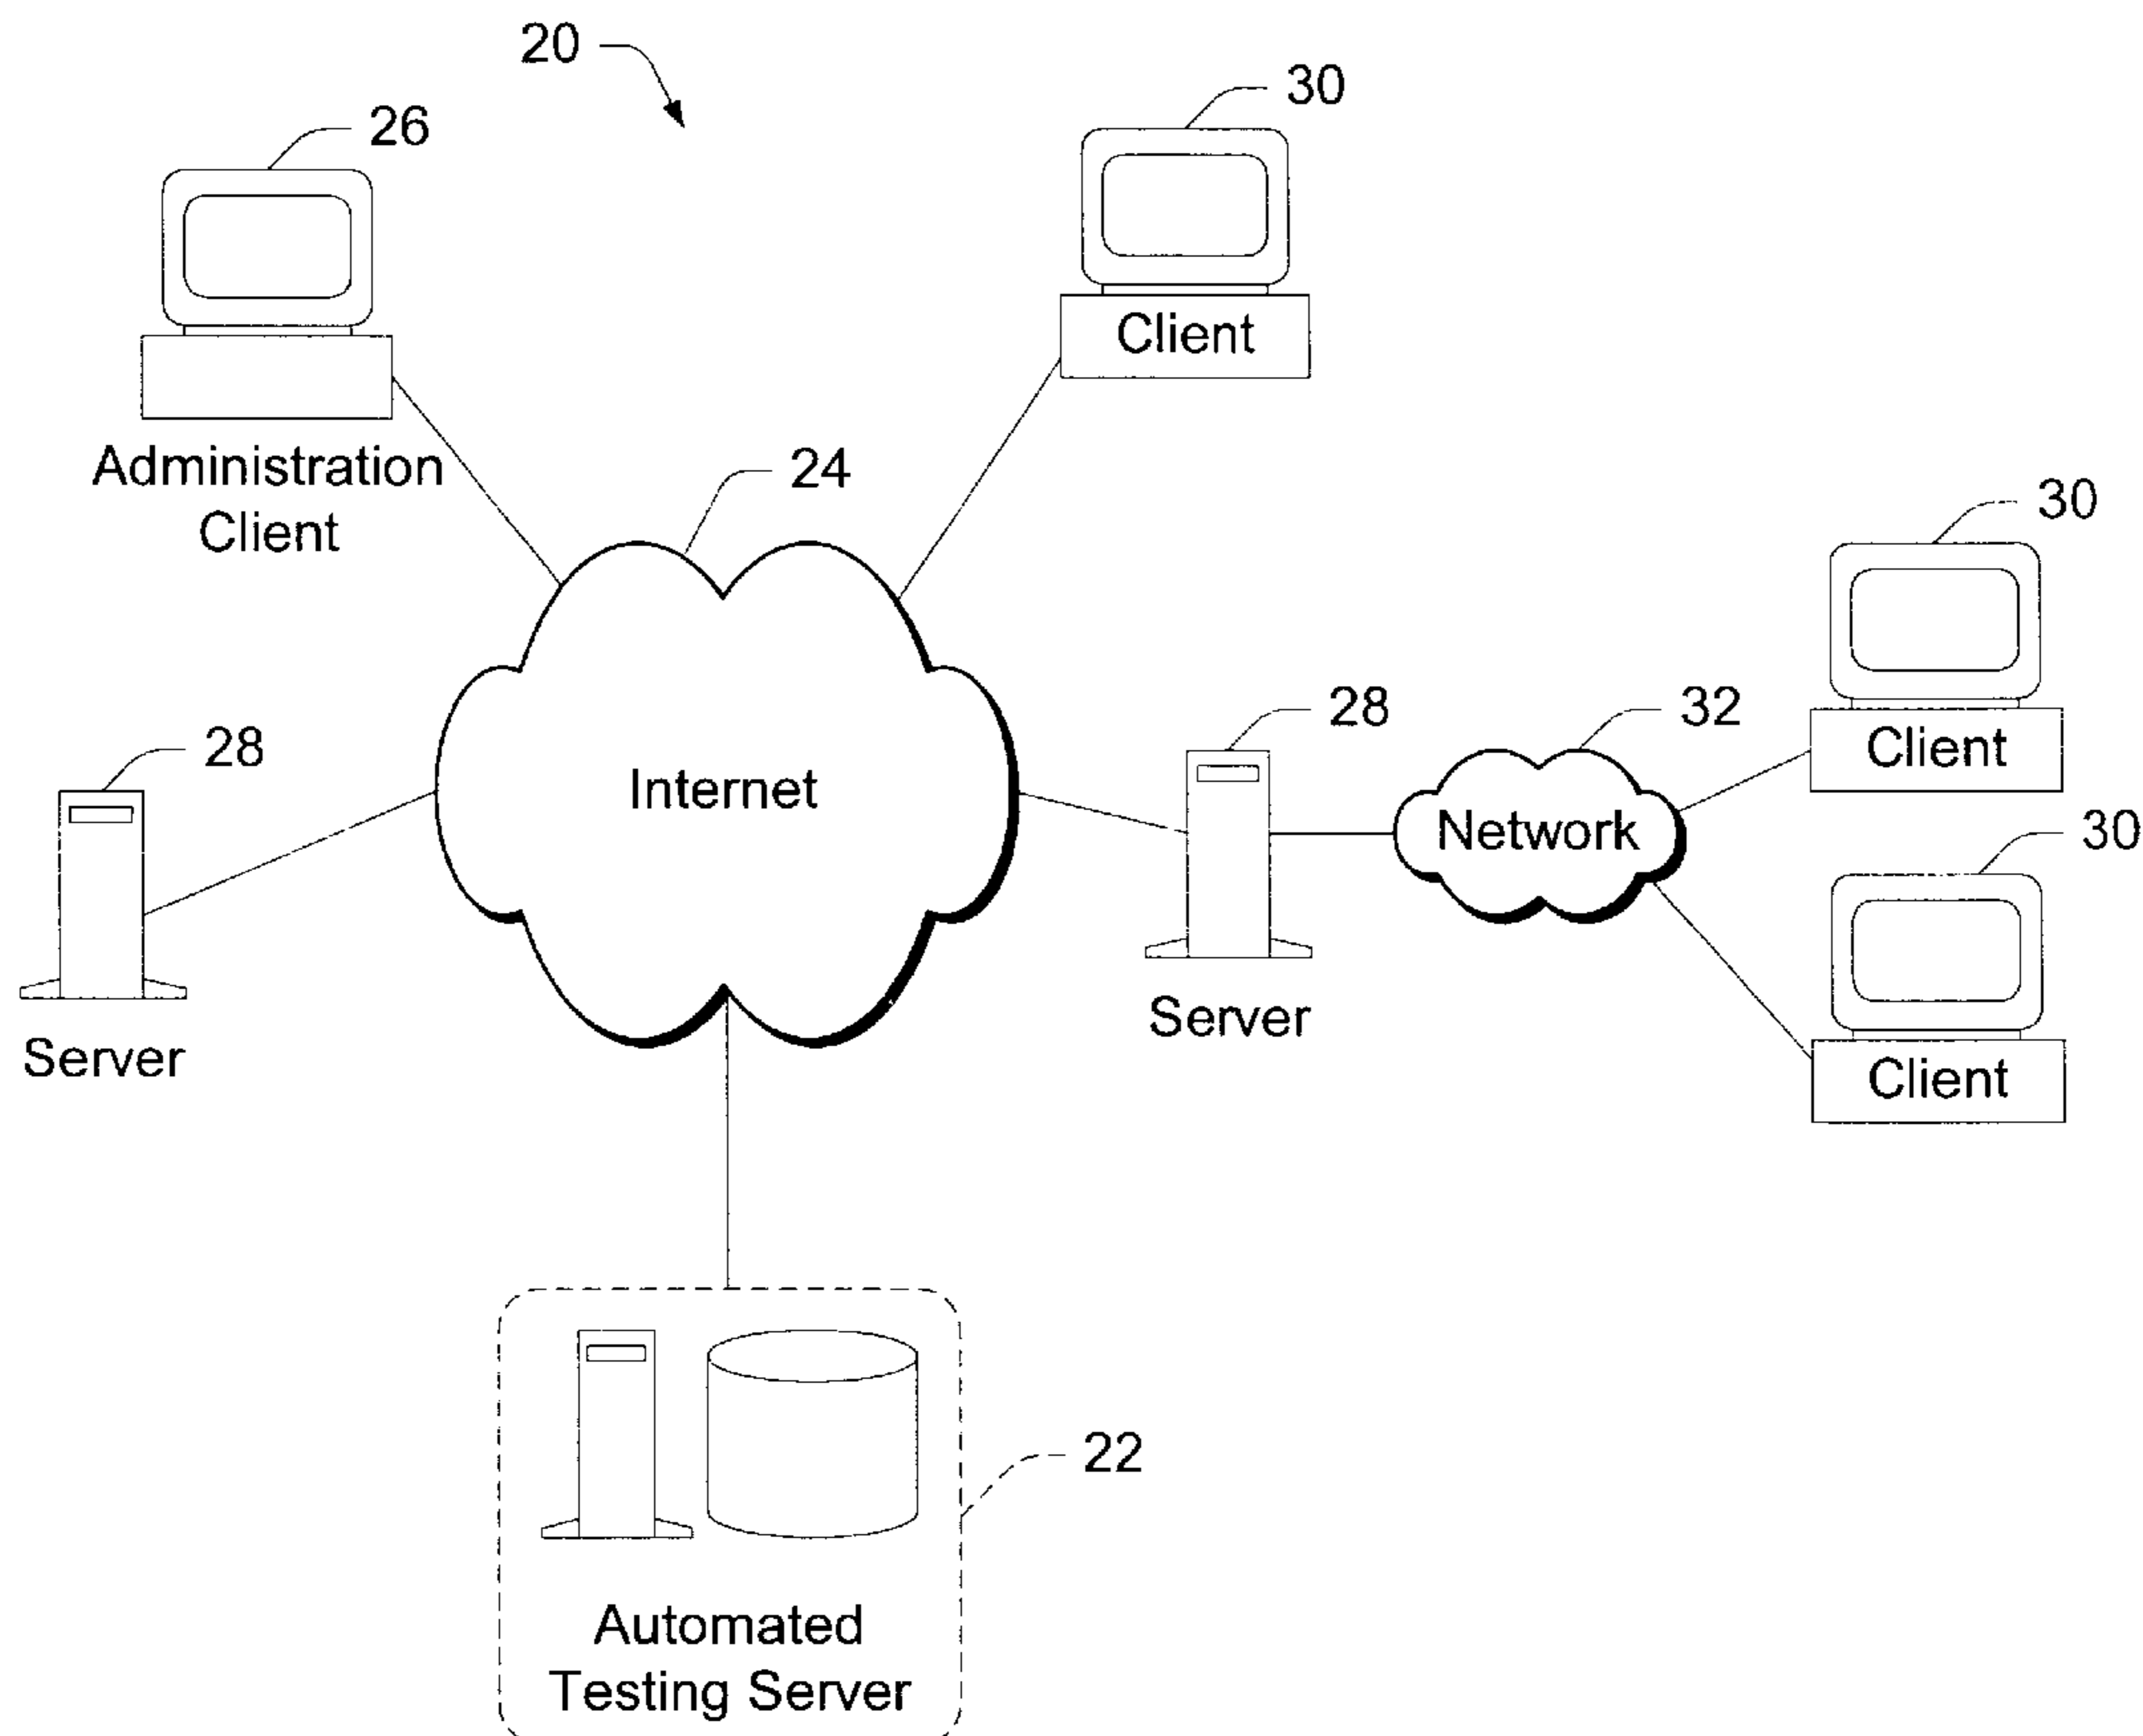 20
30
26
Client
Administration
Client
24
30
28
32
28
Client
Internet
Network
30
Server
Server
Client
22
Automated
Testing Server